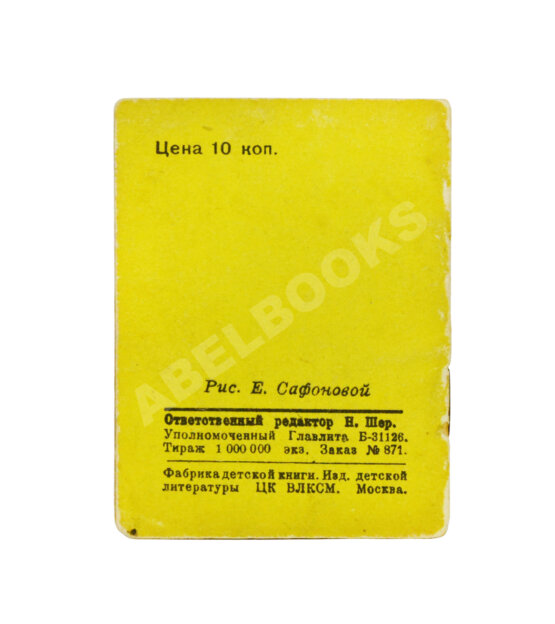 Цена 10 коп.
ABELBOOKS
Рис. Е. Сафоновой
Ответственный редактор Н. Шер.
Уполномоченный Главлита Б-31126.
Тираж 1 000 000 экз. Заказ № 871.
Фабрика детской книги. Изд. детской
литературы ЦК ВЛКСМ. Москва.